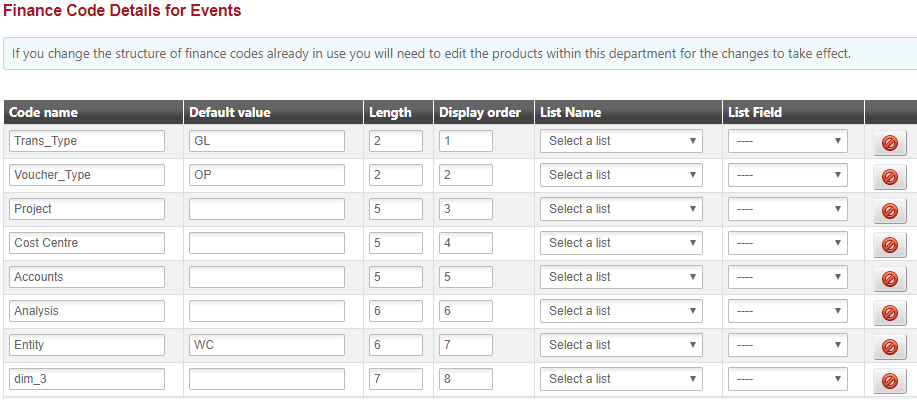 Finance Code Details for Events
If you change the structure of finance codes already in use you will need to edit the products within this department for the changes to take effect.
Code name Default value Length Display order List Name List Field
Trans_Type GL 2 1 Select a list ----
Voucher_Type OP 2 2 Select a list ----
Project 5 3 Select a list ----
Cost Centre 5 4 Select a list ----
Accounts 5 5 Select a list ----
Analysis 6 6 Select a list ----
Entity WC 6 7 Select a list ----
dim_3 7 8 Select a list ----